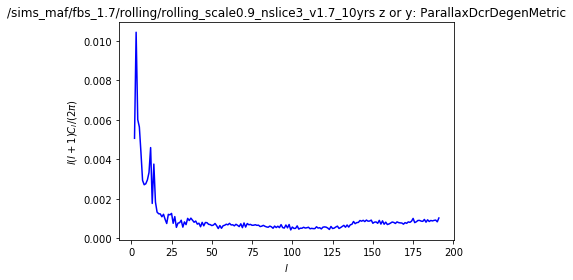 /sims_maf/fbs_1.7/rolling/rolling_scale0.9_nslice3_v1.7_10yrs z or y: ParallaxDcrDegenMetric
l(l + 1)C_l/(2π)
0.010
0.008
0.006
0.004
0.002
0.000
0 25 50 75 100 125 150 175 200
l